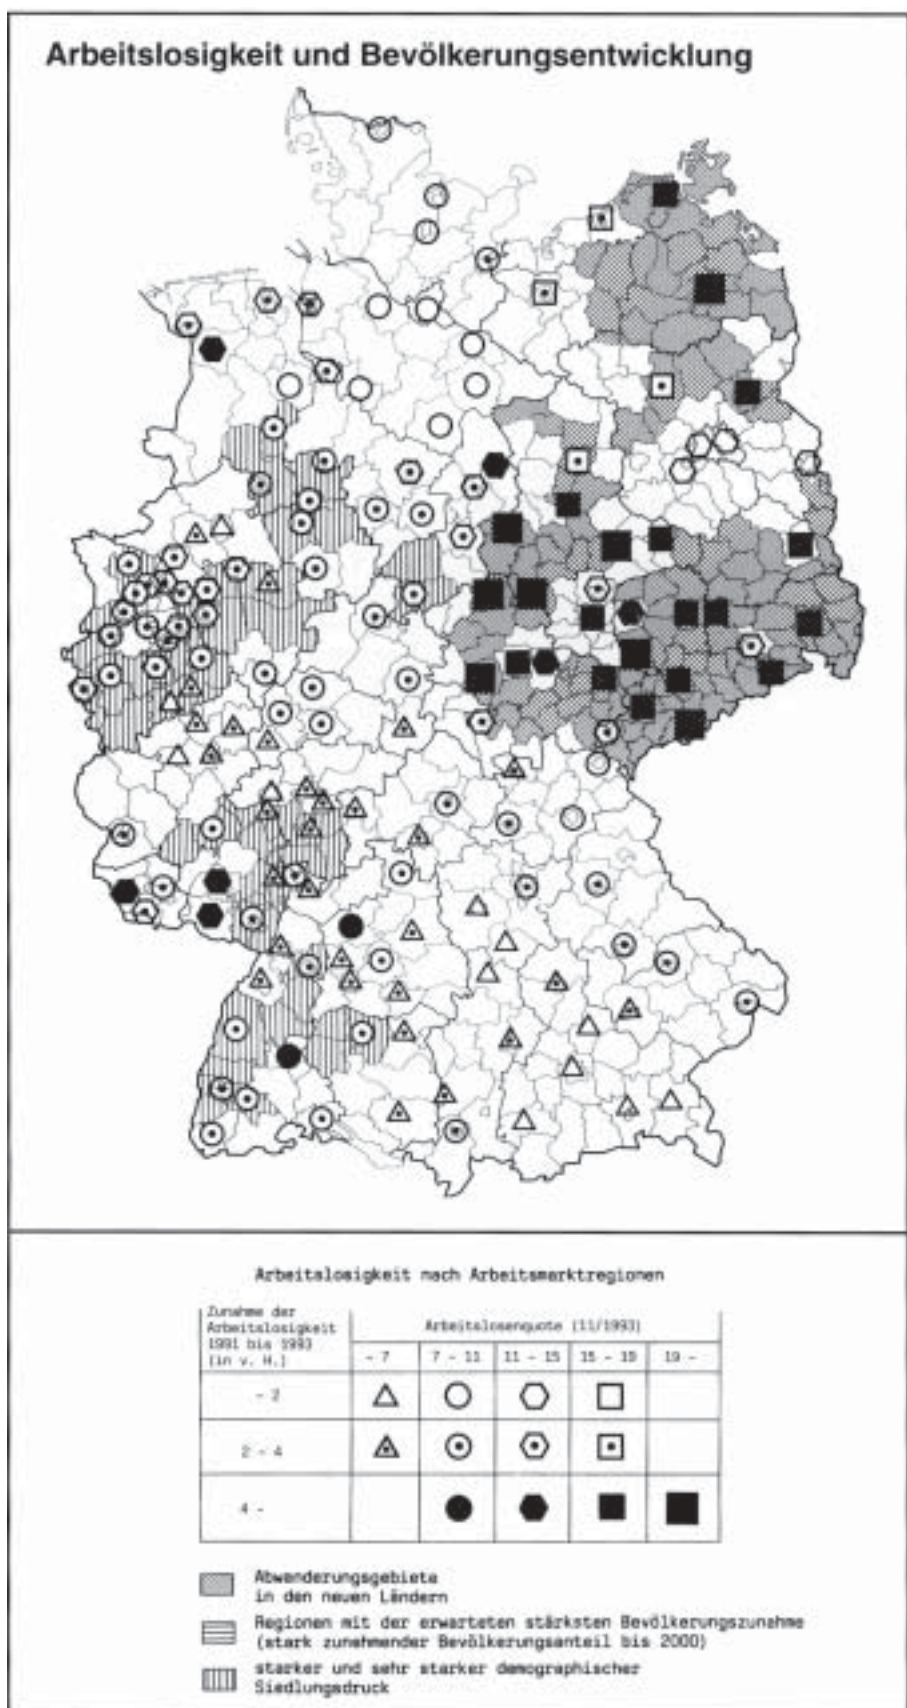 Arbeitslosigkeit und Bevölkerungsentwicklung
Arbeitslosigkeit nach Arbeitsmarktregionen
Zunahme der
Arbeitslosigkeit
1991 bis 1993
(in v. H.)
Arbeitslosenquote (11/1993)
- 7
7 - 11
11 - 15
15 - 19
19 -
- 2
2 - 4
4 -
Abwenderungsgebiete
in den neuen Ländern
Regionen mit der erwarteten stärksten Bevölkerungszunahme
(stark zunehmender Bevölkerungsanteil bis 2000)
starker und sehr starker demographischer
Siedlungsdruck